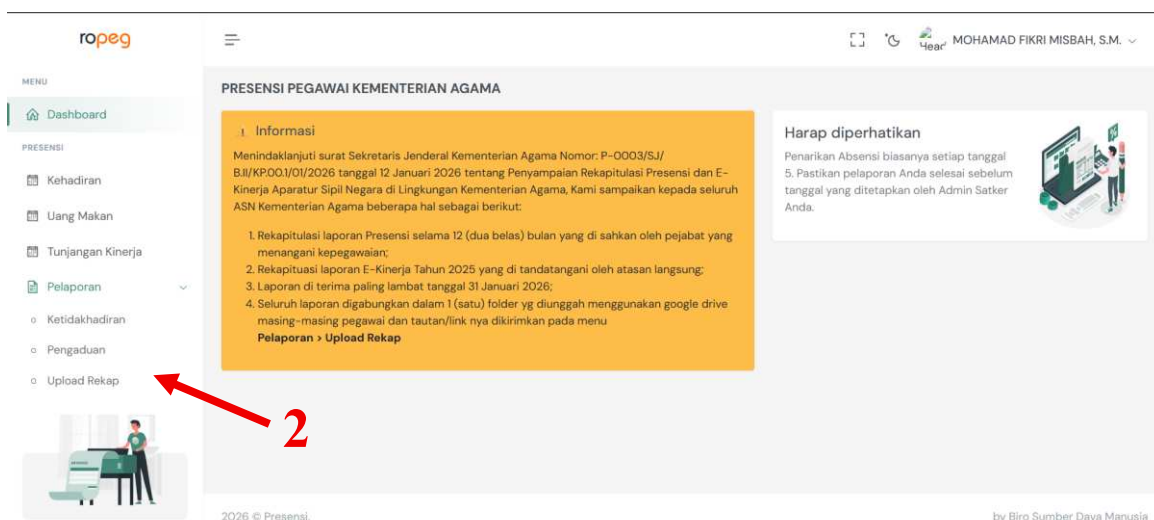 ropeg
MOHAMAD FIKRI MISBAH, S.M.
MENU
Dashboard
PRESENSI
Kehadiran
Uang Makan
Tunjangan Kinerja
Pelaporan
Ketidakhadiran
Pengaduan
Upload Rekap
2
PRESENSI PEGAWAI KEMENTERIAN AGAMA
Informasi
Menindaklanjuti surat Sekretaris Jenderal Kementerian Agama Nomor: P-0003/SJ/
B.II/KP.00.1/01/2026 tanggal 12 Januari 2026 tentang Penyampaian Rekapitulasi Presensi dan E-
Kinerja Aparatur Sipil Negara di Lingkungan Kementerian Agama, Kami sampaikan kepada seluruh
ASN Kementerian Agama beberapa hal sebagai berikut:
1. Rekapitulasi laporan Presensi selama 12 (dua belas) bulan yang di sahkan oleh pejabat yang
menangani kepegawaian;
2. Rekapituasi laporan E-Kinerja Tahun 2025 yang di tandatangani oleh atasan langsung;
3. Laporan di terima paling lambat tanggal 31 Januari 2026;
4. Seluruh laporan digabungkan dalam 1 (satu) folder yg diunggah menggunakan google drive
masing-masing pegawai dan tautan/link nya dikirimkan pada menu
Pelaporan > Upload Rekap
Harap diperhatikan
Penarikan Absensi biasanya setiap tanggal
5. Pastikan pelaporan Anda selesai sebelum
tanggal yang ditetapkan oleh Admin Satker
Anda.
2026 © Presensi.
by Biro Sumber Daya Manusia